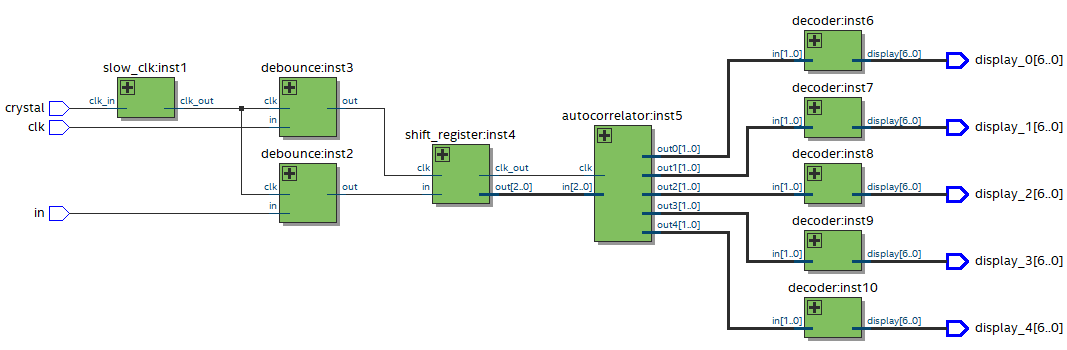 crystal
clk
in
slow_clk:inst1
clk_in
clk_out
debounce:inst3
clk
in
out
debounce:inst2
clk
in
out
shift_register:inst4
clk
in
clk_out
out[2..0]
autocorrelator:inst5
clk
in[2..0]
out0[1..0]
out1[1..0]
out2[1..0]
out3[1..0]
out4[1..0]
decoder:inst6
in[1..0]
display[6..0]
display_0[6..0]
decoder:inst7
in[1..0]
display[6..0]
display_1[6..0]
decoder:inst8
in[1..0]
display[6..0]
display_2[6..0]
decoder:inst9
in[1..0]
display[6..0]
display_3[6..0]
decoder:inst10
in[1..0]
display[6..0]
display_4[6..0]